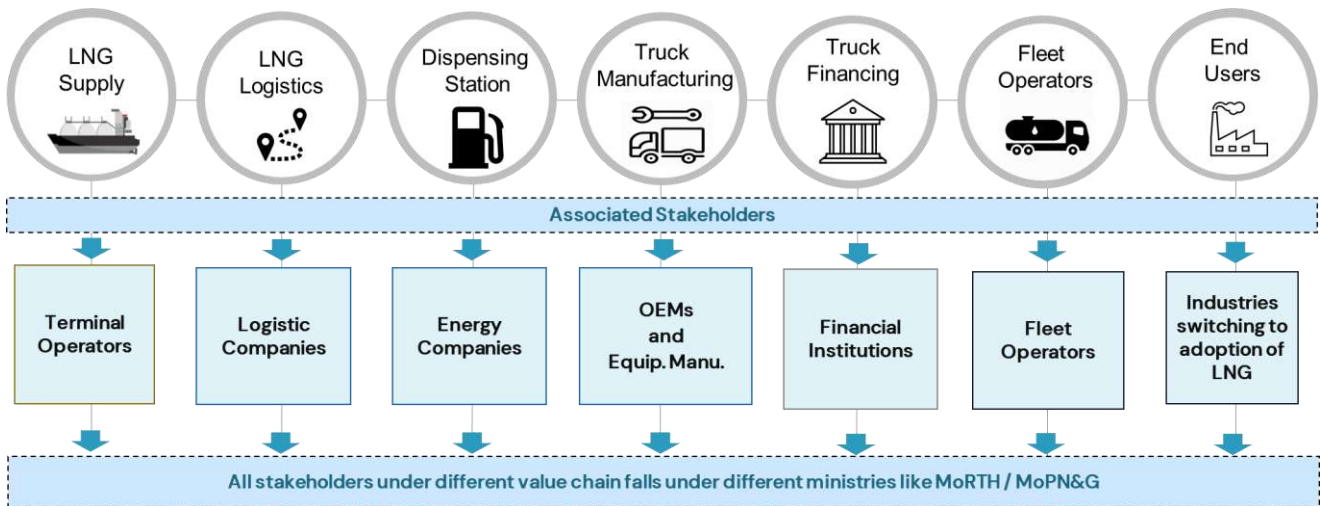 LNG
Supply
LNG
Logistics
Dispensing
Station
Truck
Manufacturing
Truck
Financing
Fleet
Operators
End
Users
Associated Stakeholders
Terminal
Operators
Logistic
Companies
Energy
Companies
OEMs
and
Equip. Manu.
Financial
Institutions
Fleet
Operators
Industries
switching to
adoption of
LNG
All stakeholders under different value chain falls under different ministries like MoRTH / MoPN&G